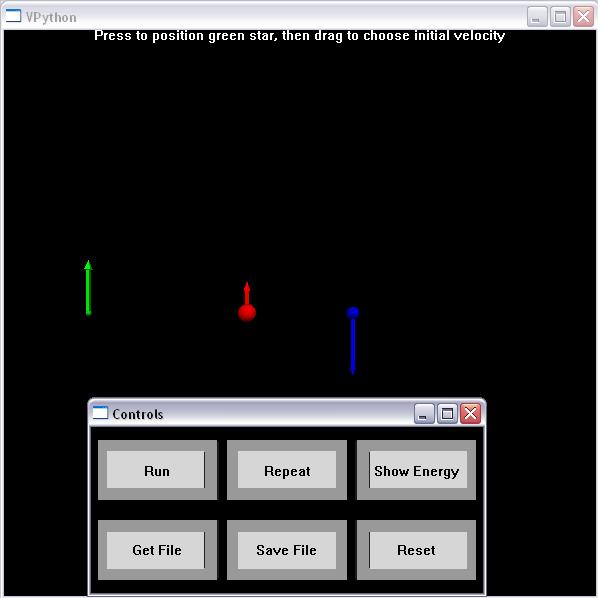 VPython
Press to position green star, then drag to choose initial velocity
Controls
Run
Repeat
Show Energy
Get File
Save File
Reset